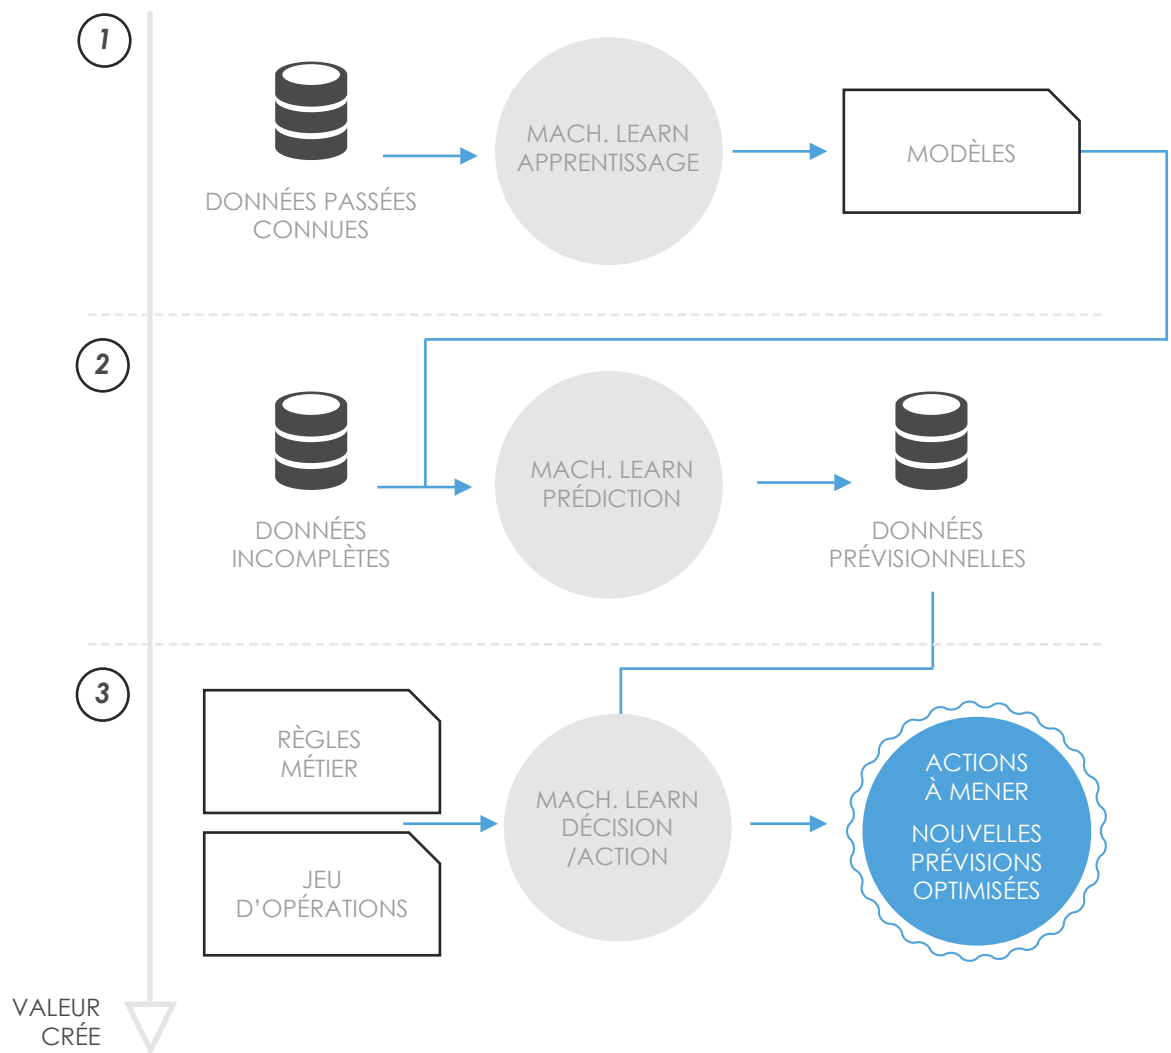 1
DONNÉES PASSÉES
CONNUES
MACH. LEARN
APPRENTISSAGE
MODÈLES
2
DONNÉES
INCOMPLÈTES
MACH. LEARN
PRÉDICTION
DONNÉES
PRÉVISIONNELLES
3
RÈGLES
MÉTIER
JEU
D’OPÉRATIONS
MACH. LEARN
DÉCISION
/ACTION
ACTIONS
À MENER
NOUVELLES
PRÉVISIONS
OPTIMISÉES
VALEUR
CRÉE